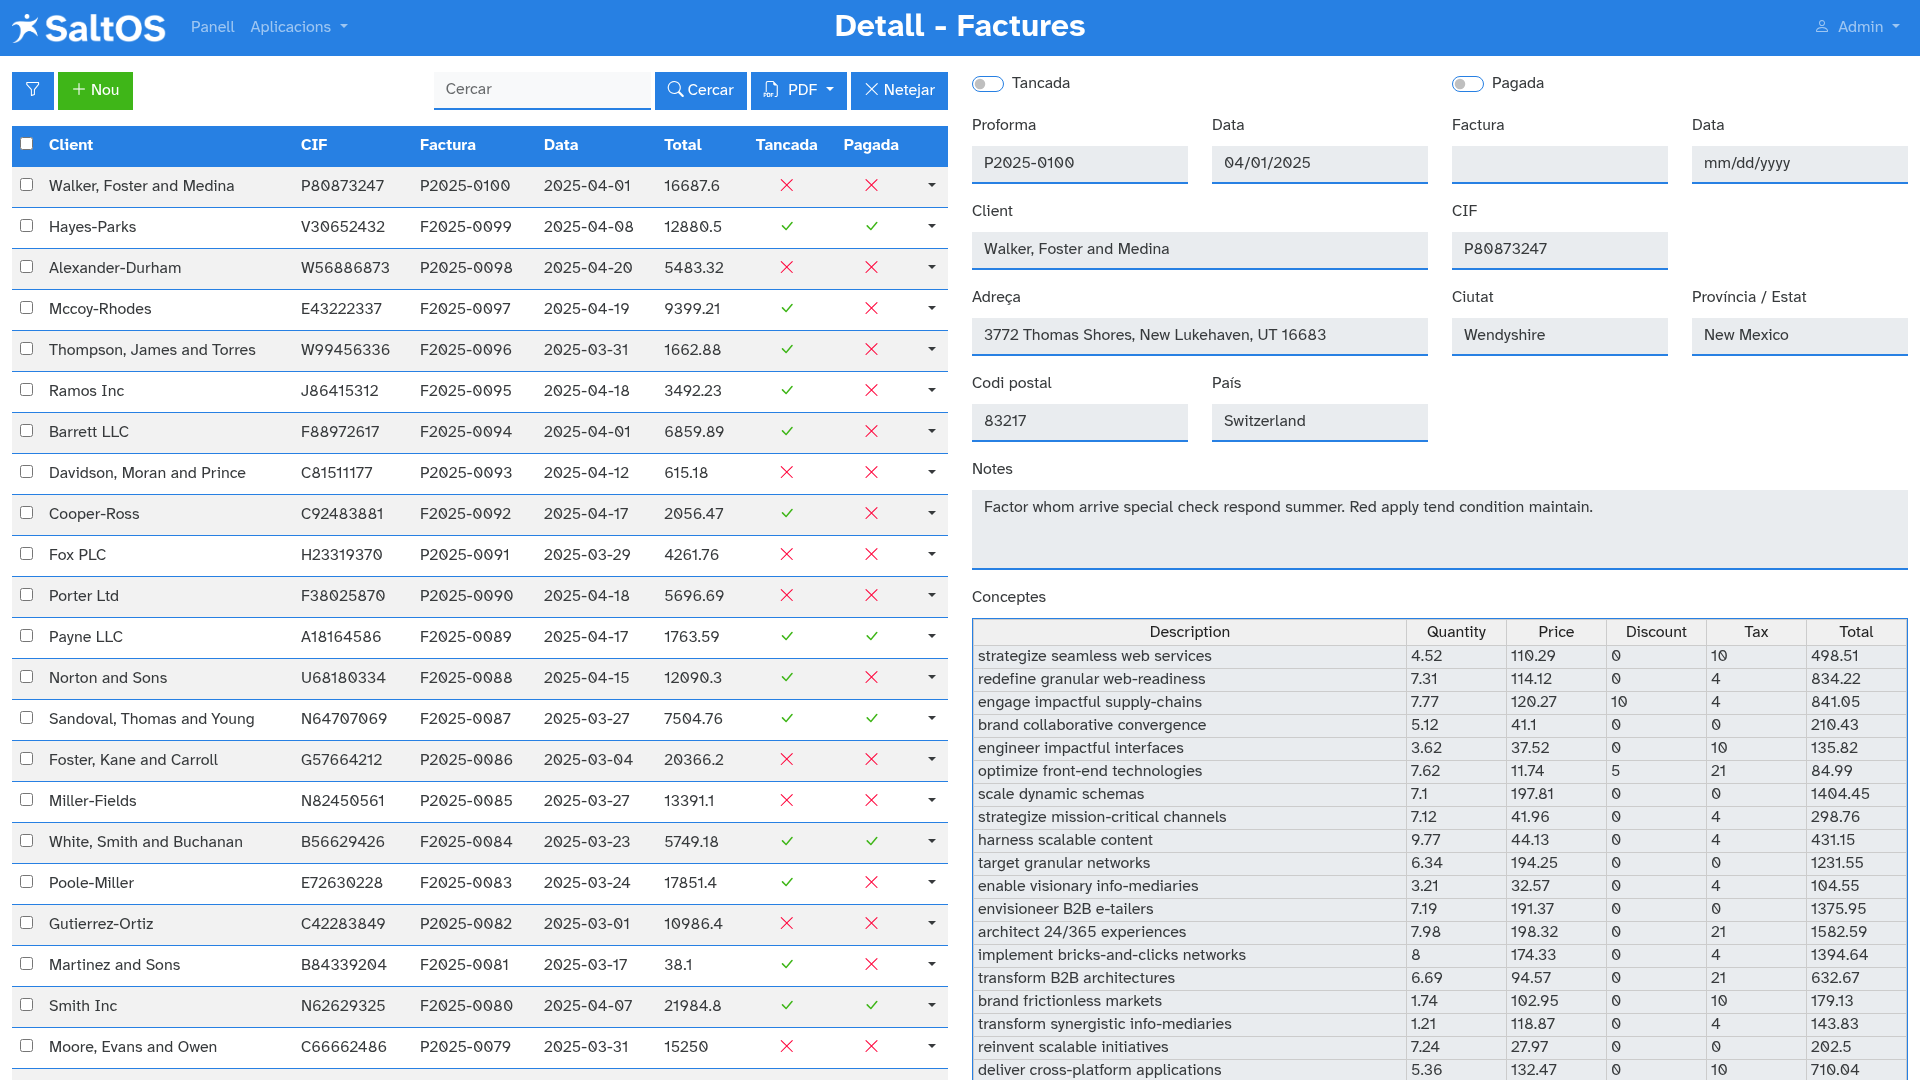 SaltOS Panell Aplicacions Detall - Factures Admin
Nou Cercar Cercar PDF Netejar
Client CIF Factura Data Total Tancada Pagada
Walker, Foster and Medina P80873247 P2025-0100 2025-04-01 16687.6
Hayes-Parks V30652432 F2025-0099 2025-04-08 12880.5
Alexander-Durham W56886873 P2025-0098 2025-04-20 5483.32
Mccoy-Rhodes E43222337 F2025-0097 2025-04-19 9399.21
Thompson, James and Torres W99456336 F2025-0096 2025-03-31 1662.88
Ramos Inc J86415312 F2025-0095 2025-04-18 3492.23
Barrett LLC F88972617 F2025-0094 2025-04-01 6859.89
Davidson, Moran and Prince C81511177 P2025-0093 2025-04-12 615.18
Cooper-Ross C92483881 F2025-0092 2025-04-17 2056.47
Fox PLC H23319370 P2025-0091 2025-03-29 4261.76
Porter Ltd F38025870 P2025-0090 2025-04-18 5696.69
Payne LLC A18164586 F2025-0089 2025-04-17 1763.59
Norton and Sons U68180334 F2025-0088 2025-04-15 12090.3
Sandoval, Thomas and Young N64707069 F2025-0087 2025-03-27 7504.76
Foster, Kane and Carroll G57664212 P2025-0086 2025-03-04 20366.2
Miller-Fields N82450561 P2025-0085 2025-03-27 13391.1
White, Smith and Buchanan B56629426 F2025-0084 2025-03-23 5749.18
Poole-Miller E72630228 F2025-0083 2025-03-24 17851.4
Gutierrez-Ortiz C42283849 P2025-0082 2025-03-01 10986.4
Martinez and Sons B84339204 F2025-0081 2025-03-17 38.1
Smith Inc N62629325 F2025-0080 2025-04-07 21984.8
Moore, Evans and Owen C66662486 P2025-0079 2025-03-31 15250
Tancada Pagada
Proforma Data Factura Data
P2025-0100 04/01/2025 mm/dd/yyyy
Client CIF
Walker, Foster and Medina P80873247
Adreça Ciutat Província / Estat
3772 Thomas Shores, New Lukehaven, UT 16683 Wendyshire New Mexico
Codi postal País
83217 Switzerland
Notes
Factor whom arrive special check respond summer. Red apply tend condition maintain.
Conceptes
Description Quantity Price Discount Tax Total
strategize seamless web services 4.52 110.29 0 10 498.51
redefine granular web-readiness 7.31 114.12 0 4 834.22
engage impactful supply-chains 7.77 120.27 10 4 841.05
brand collaborative convergence 5.12 41.1 0 0 210.43
engineer impactful interfaces 3.62 37.52 0 10 135.82
optimize front-end technologies 7.62 11.74 5 21 84.99
scale dynamic schemas 7.1 197.81 0 0 1404.45
strategize mission-critical channels 7.12 41.96 0 4 298.76
harness scalable content 9.77 44.13 0 4 431.15
target granular networks 6.34 194.25 0 0 1231.55
enable visionary info-mediaries 3.21 32.57 0 4 104.55
envisioneer B2B e-tailers 7.19 191.37 0 0 1375.95
architect 24/365 experiences 7.98 198.32 0 21 1582.59
implement bricks-and-clicks networks 8 174.33 0 4 1394.64
transform B2B architectures 6.69 94.57 0 21 632.67
brand frictionless markets 1.74 102.95 0 10 179.13
transform synergistic info-mediaries 1.21 118.87 0 4 143.83
reinvent scalable initiatives 7.24 27.97 0 0 202.5
deliver cross-platform applications 5.36 132.47 0 10 710.04